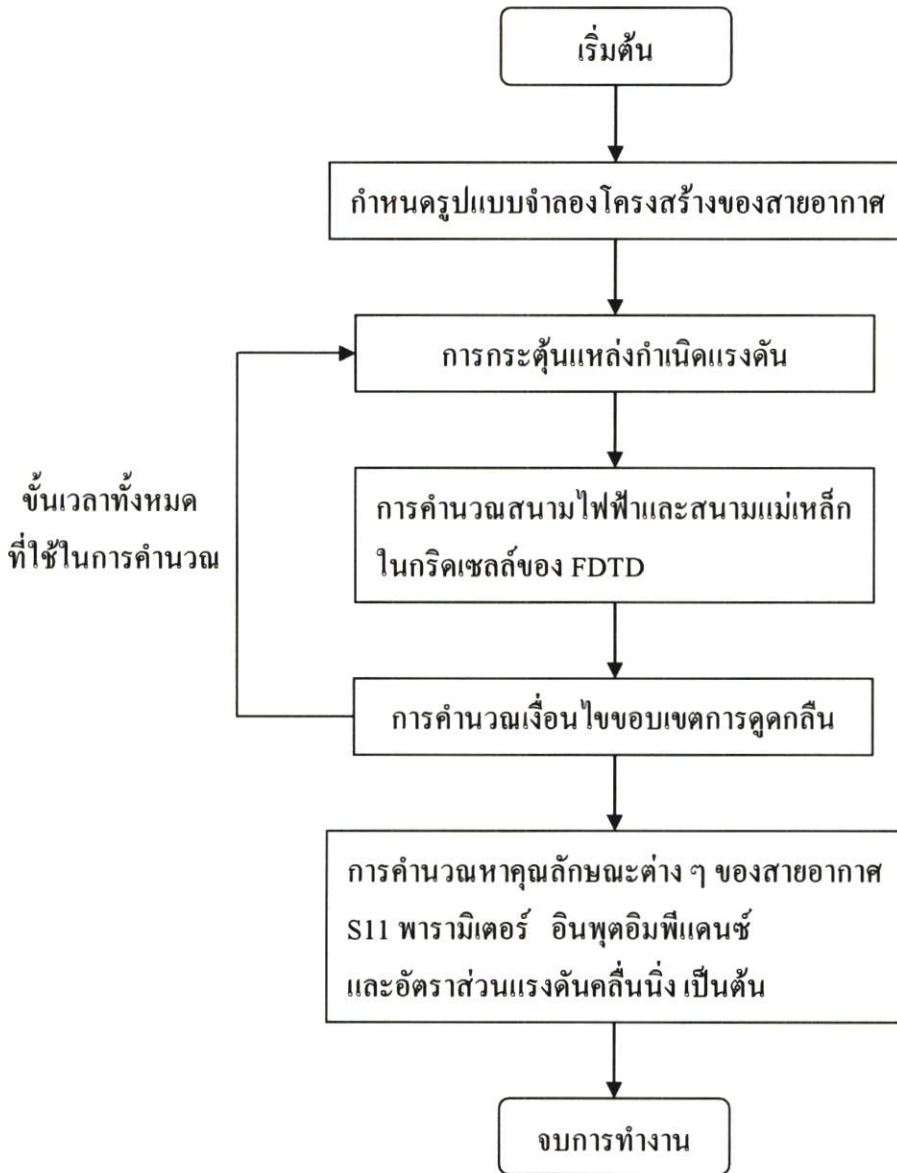 เริ่มต้น
กำหนดรูปแบบจำลองโครงสร้างของสายอากาศ
การกระตุ้นแหล่งกำเนิดแรงดัน
ขั้นเวลาทั้งหมด
ที่ใช้ในการคำนวณ
การคำนวณสนามไฟฟ้าและสนามแม่เหล็ก
ในกริดเซลล์ของ FDTD
การคำนวณเงื่อนไขขอบเขตการดูดกลืน
การคำนวณหาคุณลักษณะต่าง ๆ ของสายอากาศ
S11 พารามิเตอร์ อินพุตอิมพีแดนซ์
และอัตราส่วนแรงดันคลื่นนิ่ง เป็นต้น
จบการทำงาน